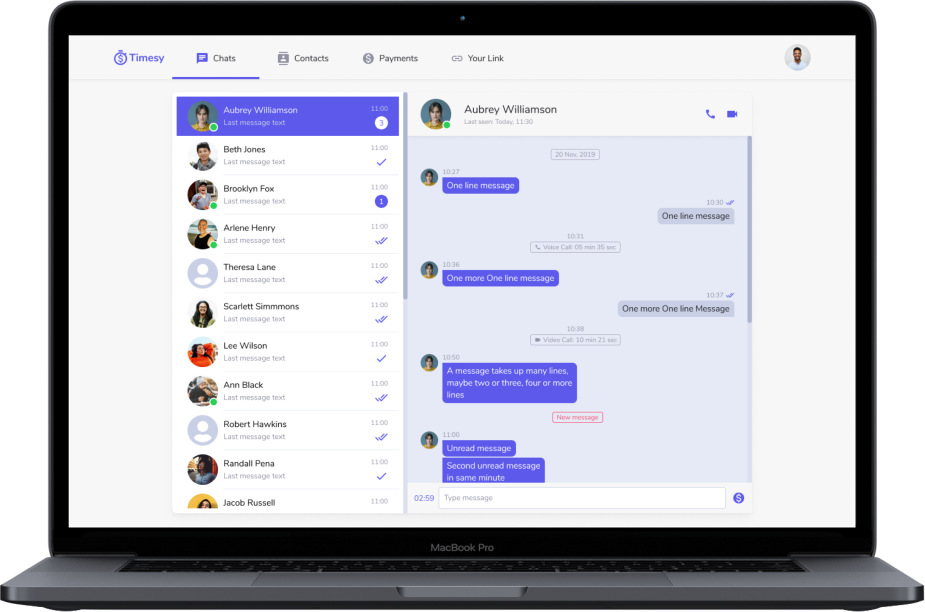 Timesy
Chats
Contacts
Payments
Your Link
Aubrey Williamson
11:00
Last message text
3
Beth Jones
11:00
Last message text
Brooklyn Fox
11:00
Last message text
1
Arlene Henry
11:00
Last message text
Theresa Lane
11:00
Last message text
Scarlett Simmmons
11:00
Last message text
Lee Wilson
11:00
Last message text
Ann Black
11:00
Last message text
Robert Hawkins
11:00
Last message text
Randall Pena
11:00
Last message text
Jacob Russell
11:00
Aubrey Williamson
Last seen: Today, 11:30
20 Nov, 2019
10:27
One line message
10:30
One line message
10:31
Voice Call: 05 min 35 sec
10:36
One more One line message
10:37
One more One line Message
10:38
Video Call: 10 min 21 sec
10:50
A message takes up many lines,
maybe two or three, four or more
lines
New message
11:00
Unread message
Second unread message
in same minute
02:59
Type message
MacBook Pro